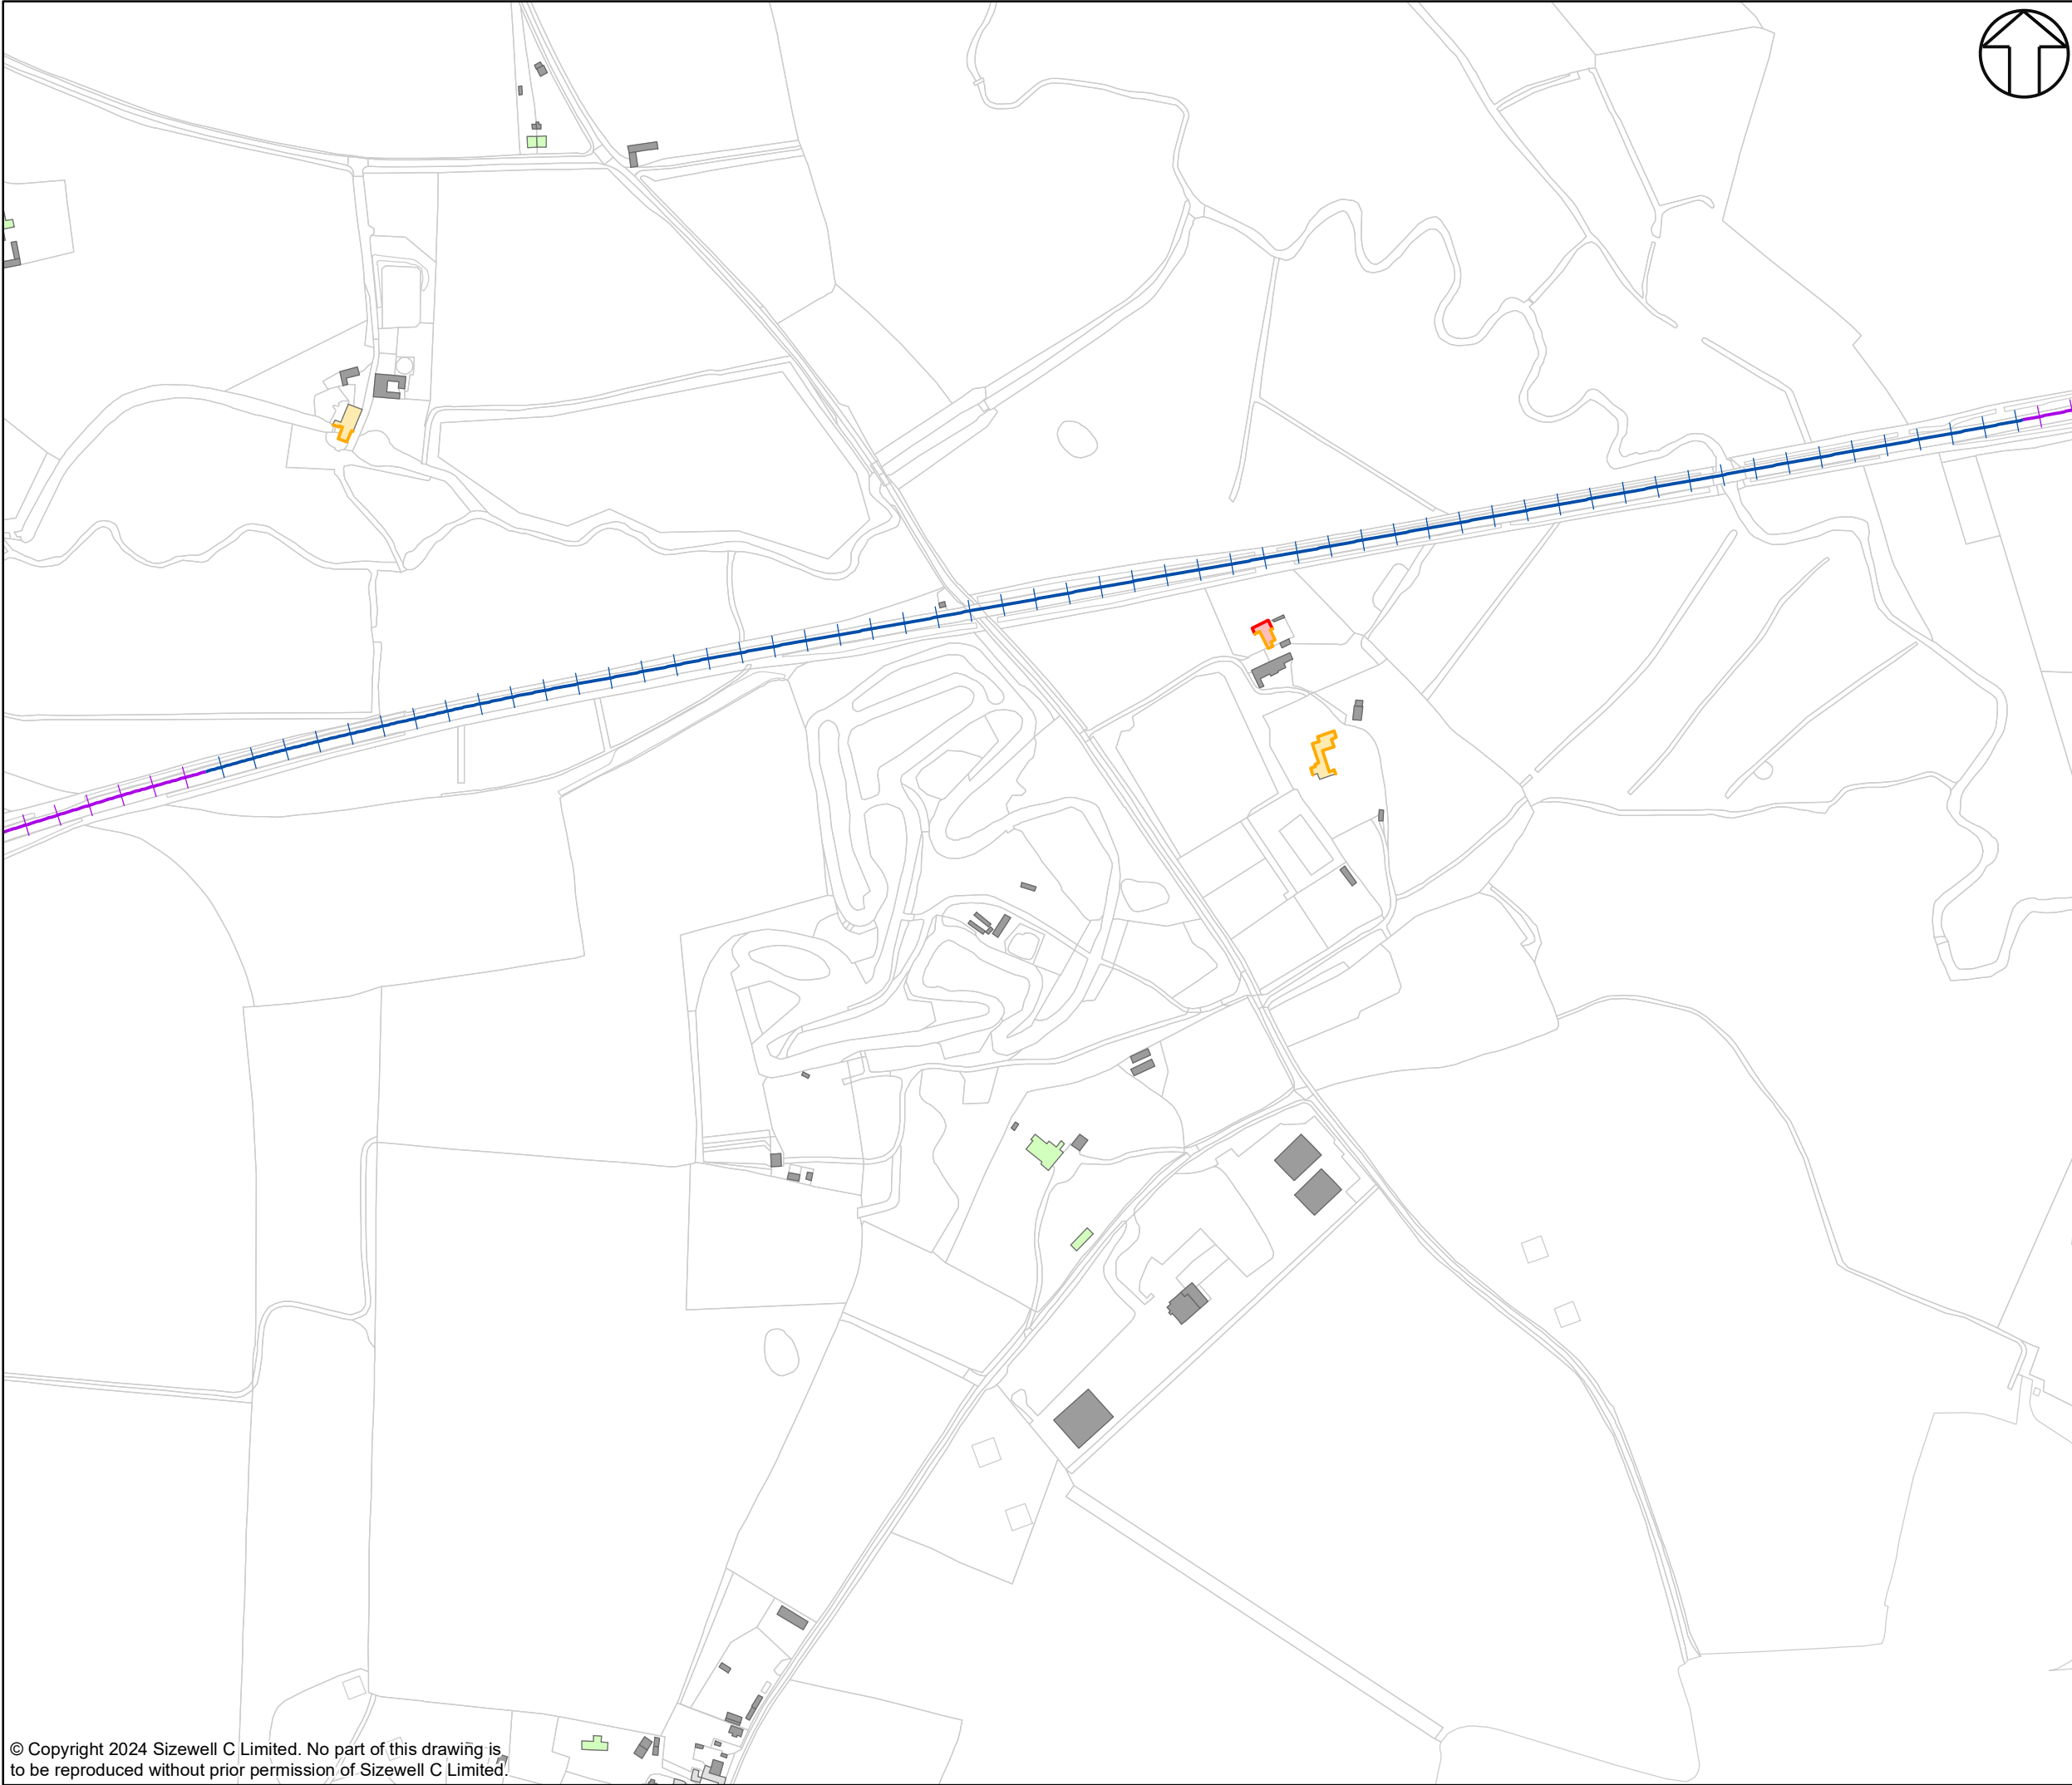 © Copyright 2024 Sizewell C Limited. No part of this drawing is
to be reproduced without prior permission of Sizewell C Limited.